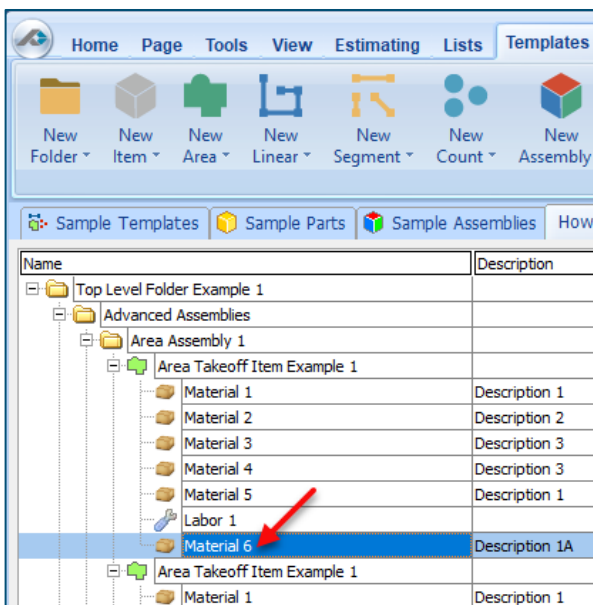 Home Page Tools View Estimating Lists Templates
New Folder New Item New Area New Linear New Segment New Count New Assembly
Sample Templates Sample Parts Sample Assemblies How
Name Description
Top Level Folder Example 1
Advanced Assemblies
Area Assembly 1
Area Takeoff Item Example 1
Material 1 Description 1
Material 2 Description 2
Material 3 Description 3
Material 4 Description 3
Material 5 Description 1
Labor 1
Material 6 Description 1A
Area Takeoff Item Example 1
Material 1 Description 1